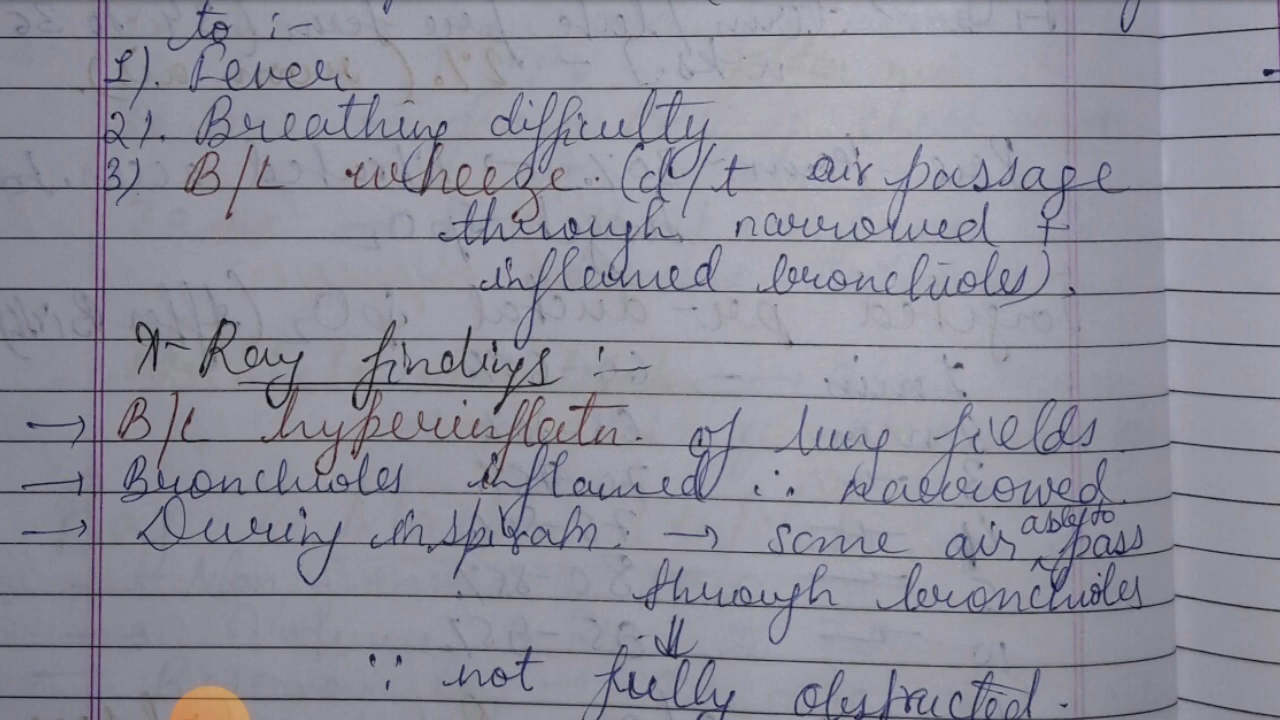 to :-
1). Fever
2). Breathing difficulty
3) B/L wheeze. (d/t air passage
through narrowed +
inflamed bronchioles).
X-Ray findings :-
→ B/L hyperinflatn. of lung fields
→ Bronchioles inflamed ∴ narrowed.
→ During inspiratn. → some air able to pass
through bronchioles
⇓
∵ not fully obstructed.